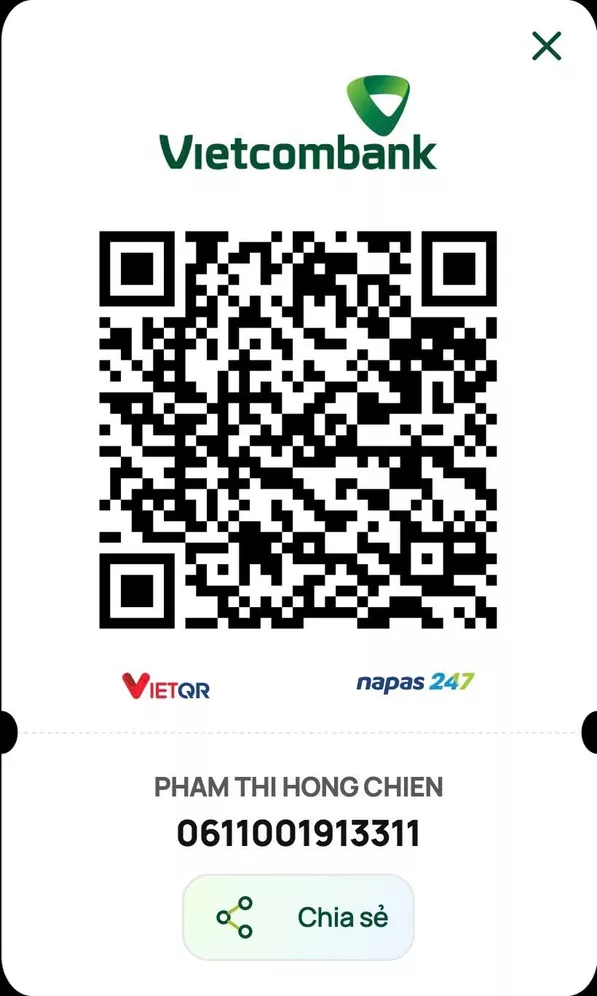 Vietcombank
VIETQR
napas 247
PHAM THI HONG CHIEN
0611001913311
Chia sẻ